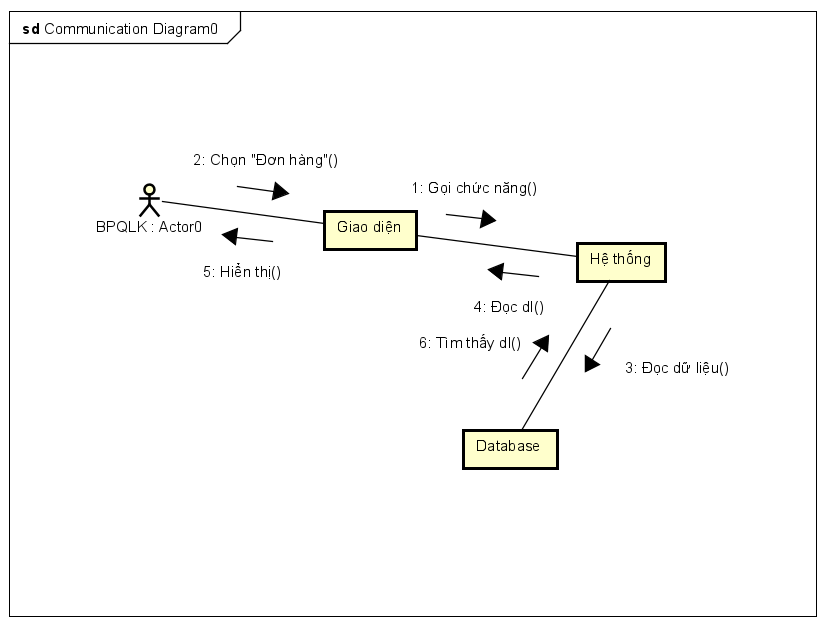 sd Communication Diagram0
2: Chọn "Đơn hàng"()
1: Gọi chức năng()
BPQLK : Actor0
Giao diện
Hệ thống
5: Hiển thị()
4: Đọc dl()
6: Tìm thấy dl()
3: Đọc dữ liệu()
Database